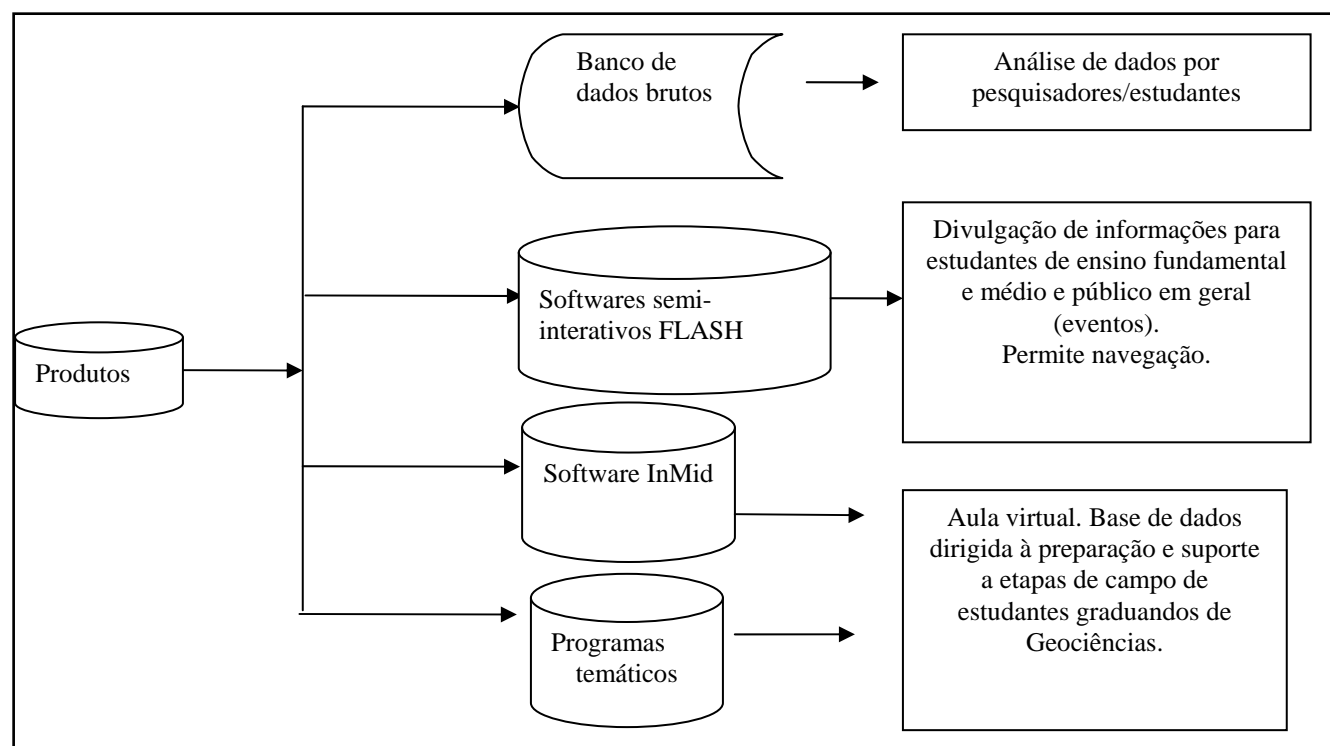 Banco de
dados brutos
Análise de dados por
pesquisadores/estudantes
Softwares semi-
interativos FLASH
Divulgação de informações para
estudantes de ensino fundamental
e médio e público em geral
(eventos).
Permite navegação.
Produtos
Software InMid
Aula virtual. Base de dados
dirigida à preparação e suporte
a etapas de campo de
estudantes graduandos de
Geociências.
Programas
temáticos